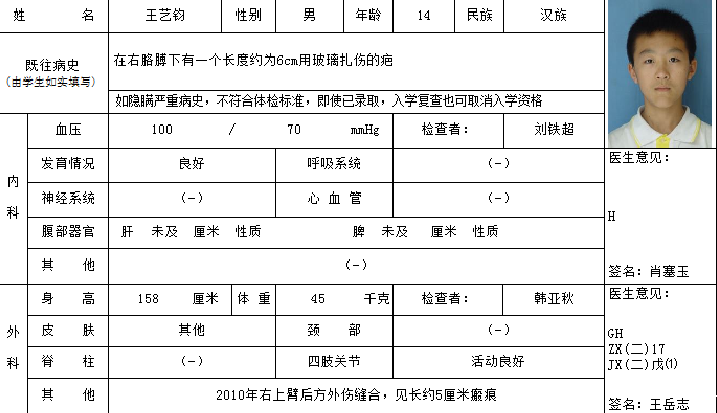 姓 名 王艺钧 性别 男 年龄 14 民族 汉族
既往病史
(由学生如实填写)
在右胳膊下有一个长度约为6cm用玻璃扎伤的疤
如隐瞒严重病史，不符合体检标准，即使已录取，入学复查也可取消入学资格
内科
血压 100 / 70 mmHg 检查者： 刘铁超
发育情况 良好 呼吸系统 (-)
神经系统 (-) 心血管 (-)
腹部器官 肝 未及 厘米 性质 脾 未及 厘米 性质
其 他 (-)
医生意见：
H
签名：肖塞玉
外科
身 高 158 厘米 体 重 45 千克 检查者： 韩亚秋
皮 肤 其他 颈 部 (-)
脊 柱 (-) 四肢关节 活动良好
其 他 2010年右上臂后方外伤缝合，见长约5厘米瘢痕
医生意见：
GH
ZX(二)17
JX(二)戊⑴
签名：王岳志